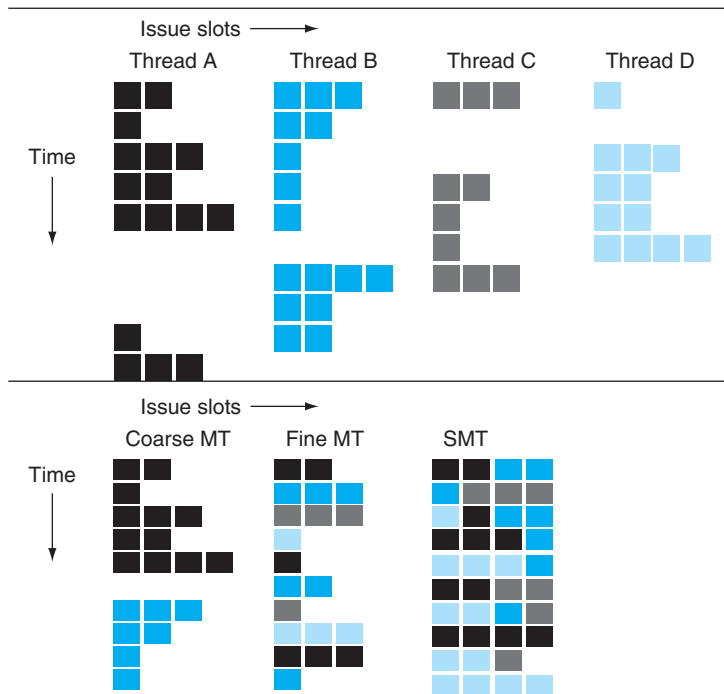 Issue slots
Thread A Thread B Thread C Thread D
Time
Issue slots
Coarse MT Fine MT SMT
Time